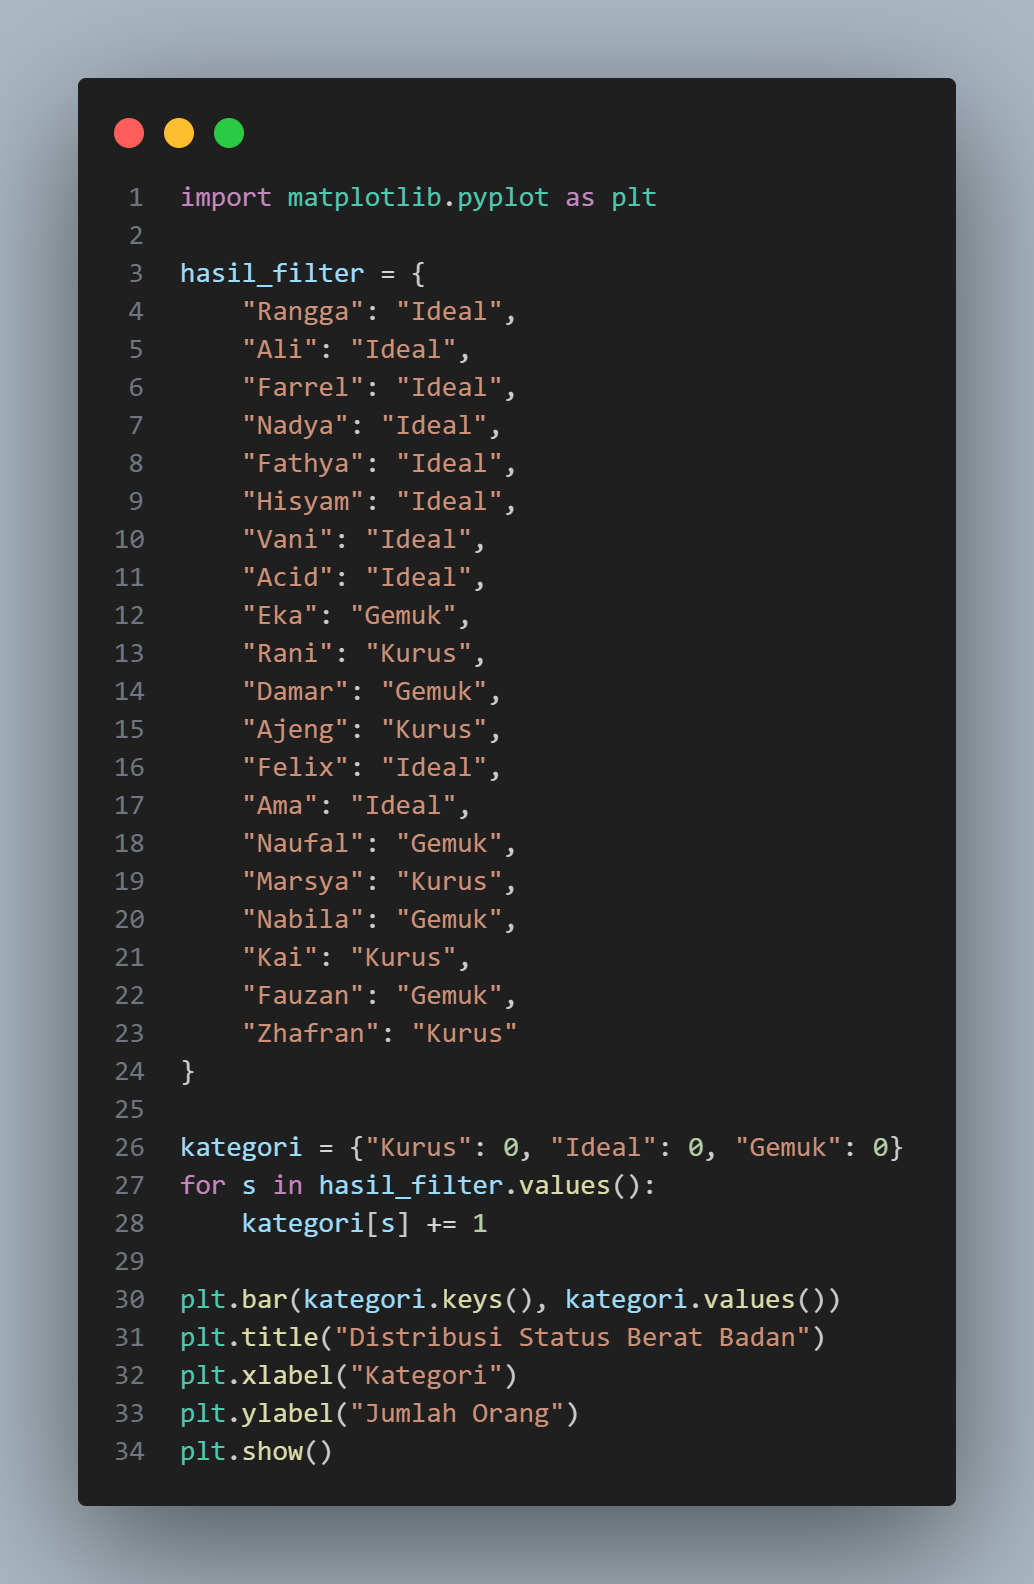 1 import matplotlib.pyplot as plt
2
3 hasil_filter = {
4     "Rangga": "Ideal",
5     "Ali": "Ideal",
6     "Farrel": "Ideal",
7     "Nadya": "Ideal",
8     "Fathya": "Ideal",
9     "Hisyam": "Ideal",
10     "Vani": "Ideal",
11     "Acid": "Ideal",
12     "Eka": "Gemuk",
13     "Rani": "Kurus",
14     "Damar": "Gemuk",
15     "Ajeng": "Kurus",
16     "Felix": "Ideal",
17     "Ama": "Ideal",
18     "Naufal": "Gemuk",
19     "Marsya": "Kurus",
20     "Nabila": "Gemuk",
21     "Kai": "Kurus",
22     "Fauzan": "Gemuk",
23     "Zhafran": "Kurus"
24 }
25
26 kategori = {"Kurus": 0, "Ideal": 0, "Gemuk": 0}
27 for s in hasil_filter.values():
28     kategori[s] += 1
29
30 plt.bar(kategori.keys(), kategori.values())
31 plt.title("Distribusi Status Berat Badan")
32 plt.xlabel("Kategori")
33 plt.ylabel("Jumlah Orang")
34 plt.show()